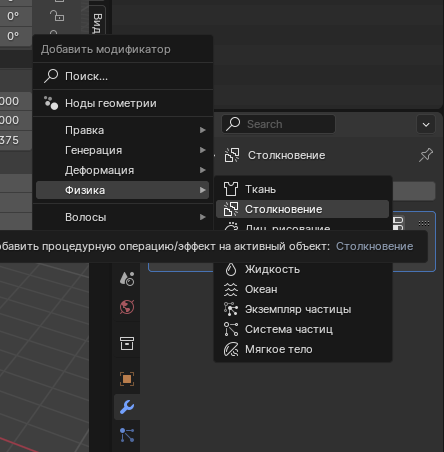 0°
0°
Вид
Добавить модификатор
Поиск...
Ноды геометрии
000
000
375
Правка
Генерация
Деформация
Физика
Волосы
Search
Столкновение
Ткань
Столкновение
Дин. рисование
обавить процедурную операцию/эффект на активный объект: Столкновение
Жидкость
Океан
Экземпляр частицы
Система частиц
Мягкое тело